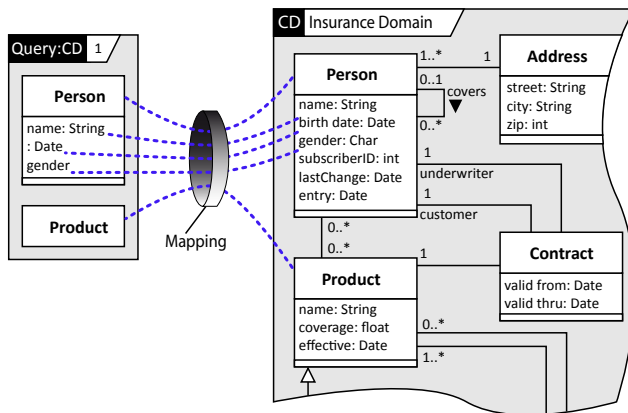 Query:CD 1
Person
name: String
: Date
gender
Product
Mapping
CD Insurance Domain
Person
name: String
birth date: Date
gender: Char
subscriberID: int
lastChange: Date
entry: Date
1..*
1
0..1
covers
0..*
1
underwriter
1
customer
0..*
0..*
Address
street: String
city: String
zip: int
Product
name: String
coverage: float
effective: Date
1
0..*
1..*
Contract
valid from: Date
valid thru: Date